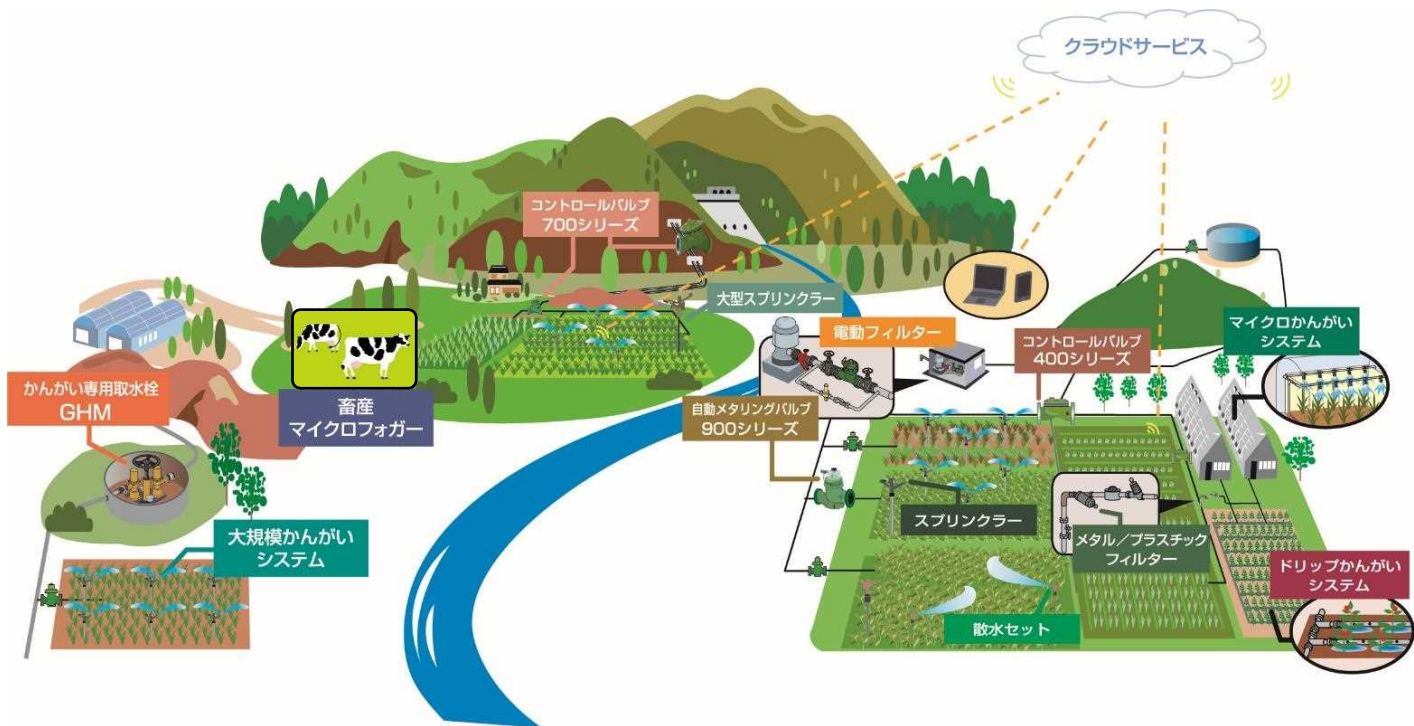 クラウドサービス
コントロールバルブ
700シリーズ
大型スプリンクラー
電動フィルター
コントロールバルブ
400シリーズ
マイクロかんがい
システム
かんがい専用取水栓
GHM
畜産
マイクロフォガー
自動メタリングバルブ
900シリーズ
スプリンクラー
メタル／プラスチック
フィルター
大規模かんがい
システム
ドリップかんがい
システム
散水セット